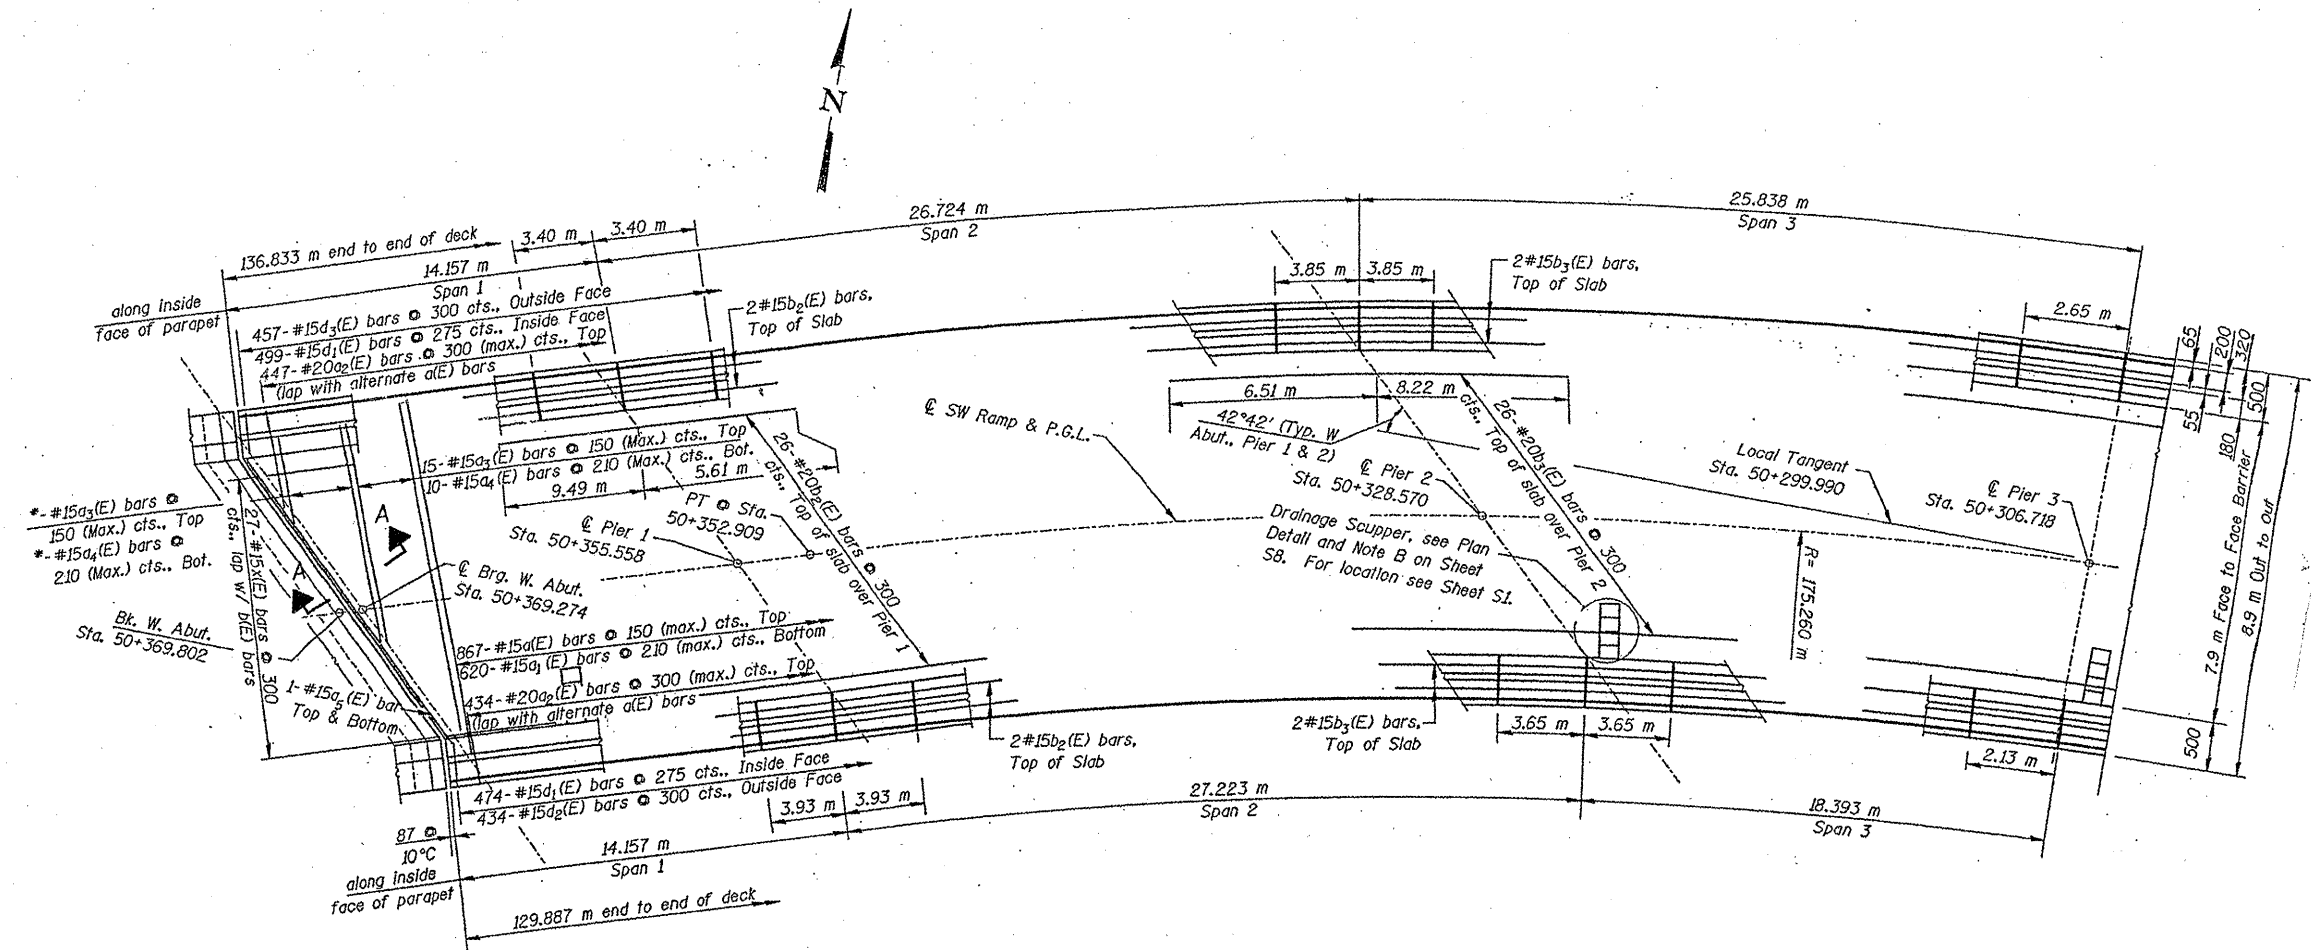 N
136.833 m end to end of deck
3.40 m
3.40 m
26.724 m
Span 2
25.838 m
Span 3
14.157 m
Span 1
along inside
face of parapet
457-#15d3(E) bars @ 300 cts., Outside Face
499-#15d1(E) bars @ 275 cts., Inside Face
447-#20a2(E) bars @ 300 (max.) cts., Top
(lap with alternate a(E) bars
2#15b2(E) bars,
Top of Slab
3.85 m
3.85 m
2#15b3(E) bars,
Top of Slab
2.65 m
65
200
320
55
180
500
6.51 m
8.22 m
42°42' (Typ. W
Abut., Pier 1 & 2)
℄ SW Ramp & P.G.L.
26-#20b3(E) bars @ 300
cts., Top of slab over Pier 2
15-#15a3(E) bars @ 150 (Max.) cts., Top
10-#15a4(E) bars @ 210 (Max.) cts., Bot.
9.49 m
5.61 m
26-#20b2(E) bars @ 300
cts., Top of slab over Pier 1
PT @ Sta.
50+352.909
℄ Pier 1
Sta. 50+355.558
℄ Pier 2
Sta. 50+328.570
Local Tangent
Sta. 50+299.990
℄ Pier 3
Sta. 50+306.718
7.9 m Face to Face Barrier
8.9 m Out to Out
*-#15a3(E) bars @
150 (Max.) cts., Top
*-#15a4(E) bars @
210 (Max.) cts., Bot.
A
A
27-#15x(E) bars @ 300
cts., lap w/ b(E) bars
℄ Brg. W. Abut.
Sta. 50+369.274
Bk. W. Abut.
Sta. 50+369.802
Drainage Scupper, see Plan
Detail and Note B on Sheet
S8. For location see Sheet S1.
R= 175.260 m
867-#15a(E) bars @ 150 (max.) cts., Top
620-#15a1(E) bars @ 210 (max.) cts., Bottom
434-#20a2(E) bars @ 300 (max.) cts., Top
(lap with alternate a(E) bars
1-#15a5(E) bar
Top & Bottom
2#15b2(E) bars,
Top of Slab
2#15b3(E) bars,
Top of Slab
3.65 m
3.65 m
2.13 m
500
474-#15d1(E) bars @ 275 cts., Inside Face
434-#15d2(E) bars @ 300 cts., Outside Face
3.93 m
3.93 m
27.223 m
Span 2
18.393 m
Span 3
87 @
10°C
14.157 m
Span 1
along inside
face of parapet
129.887 m end to end of deck